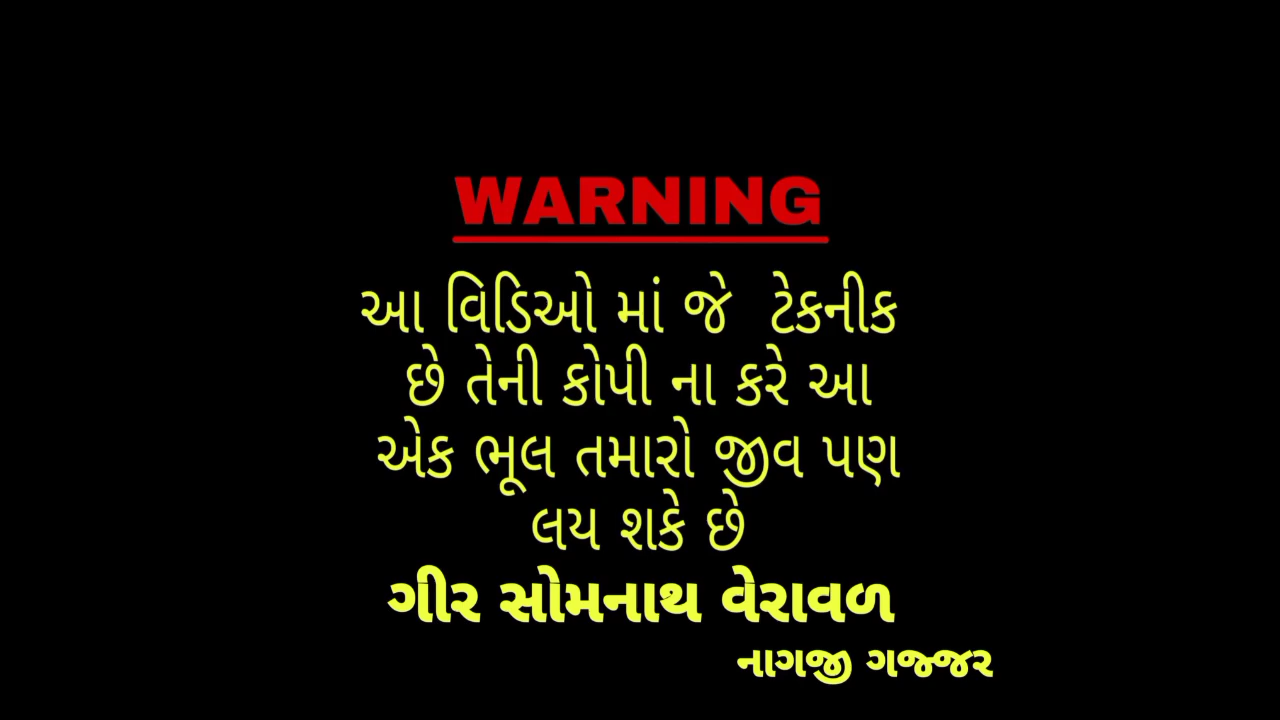 WARNING
આ વિડિઓ માં જે ટેકનીક
છે તેની કોપી ના કરે આ
એક ભૂલ તમારો જીવ પણ
લય શકે છે
ગીર સોમનાથ વેરાવળ
નાગજી ગજ્જર